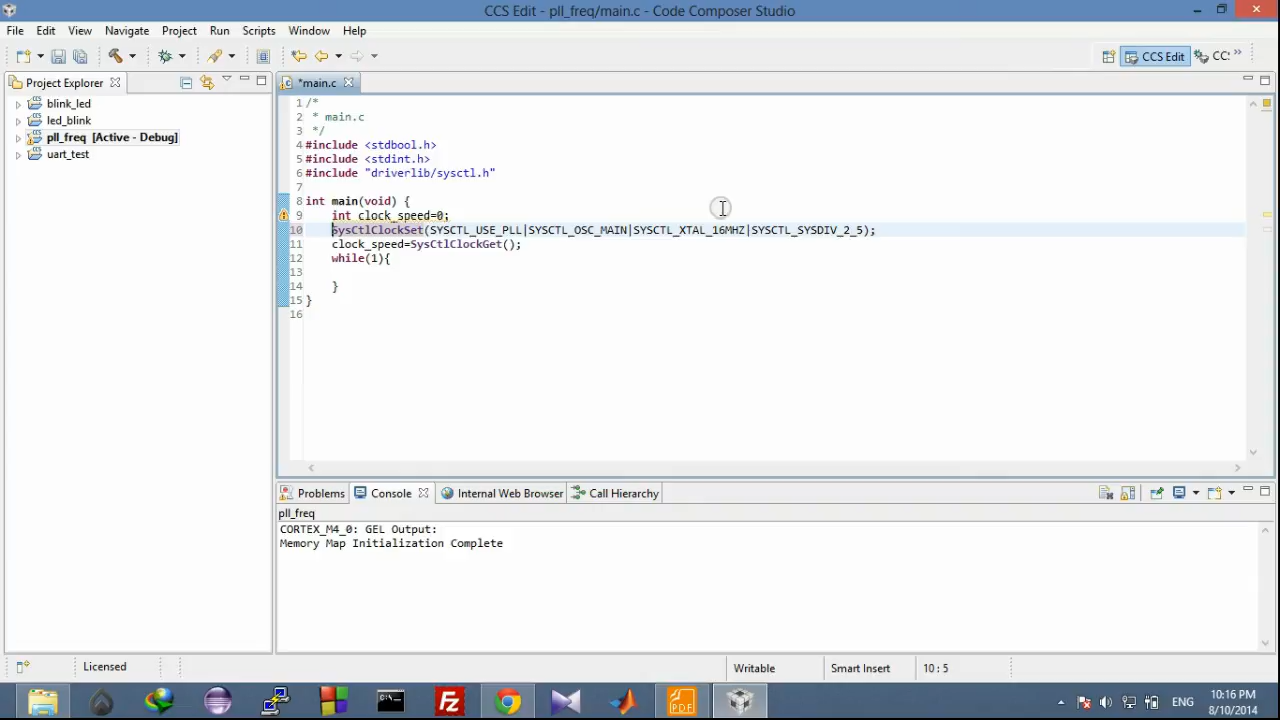 CCS Edit - pll_freq/main.c - Code Composer Studio
File Edit View Navigate Project Run Scripts Window Help
CCS Edit CC: »
Project Explorer
*main.c
blink_led
led_blink
pll_freq [Active - Debug]
uart_test
1 /*
2 * main.c
3 */
4 #include <stdbool.h>
5 #include <stdint.h>
6 #include "driverlib/sysctl.h"
7
8 int main(void) {
9 int clock_speed=0;
10 SysCtlClockSet(SYSCTL_USE_PLL|SYSCTL_OSC_MAIN|SYSCTL_XTAL_16MHZ|SYSCTL_SYSDIV_2_5);
11 clock_speed=SysCtlClockGet();
12 while(1){
13
14 }
15 }
16
Problems Console Internal Web Browser Call Hierarchy
pll_freq
CORTEX_M4_0: GEL Output:
Memory Map Initialization Complete
Licensed Writable Smart Insert 10 : 5
FZ PDF ENG 10:16 PM
8/10/2014